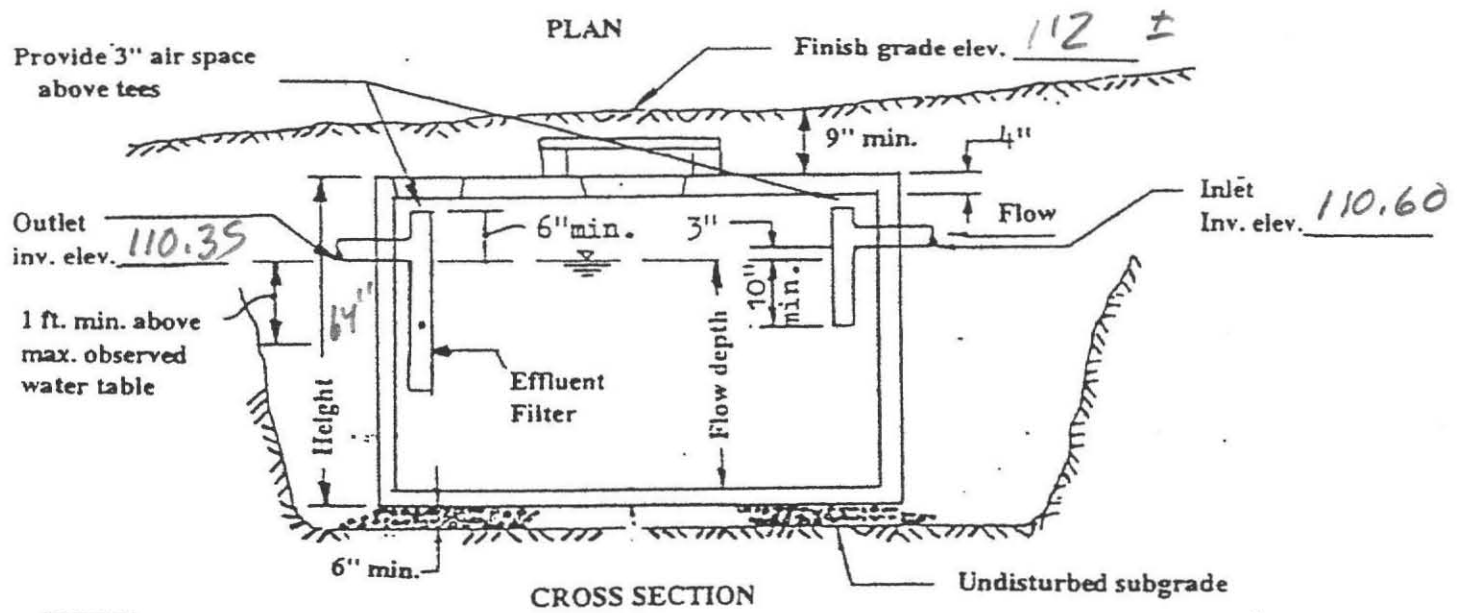 PLAN
Provide 3" air space
above tees
Finish grade elev. 112 ±
9" min.
4"
Outlet
inv. elev. 110.35
6" min.
3"
Flow
Inlet
Inv. elev. 110.60
10"
min.
1 ft. min. above
max. observed
water table
Height
64"
Effluent
Filter
Flow depth
6" min.
CROSS SECTION
Undisturbed subgrade